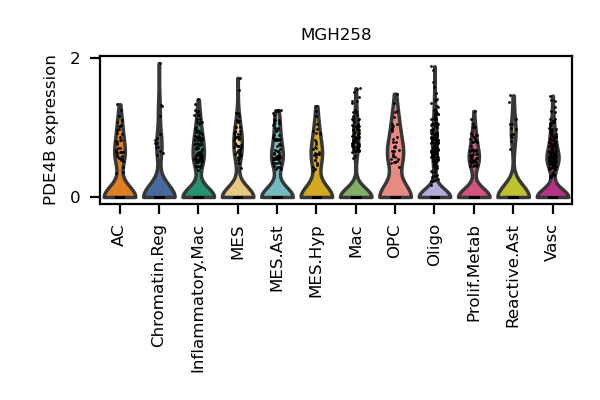 MGH258
PDE4B expression
2
0
AC
Chromatin.Reg
Inflammatory.Mac
MES
MES.Ast
MES.Hyp
Mac
OPC
Oligo
Prolif.Metab
Reactive.Ast
Vasc